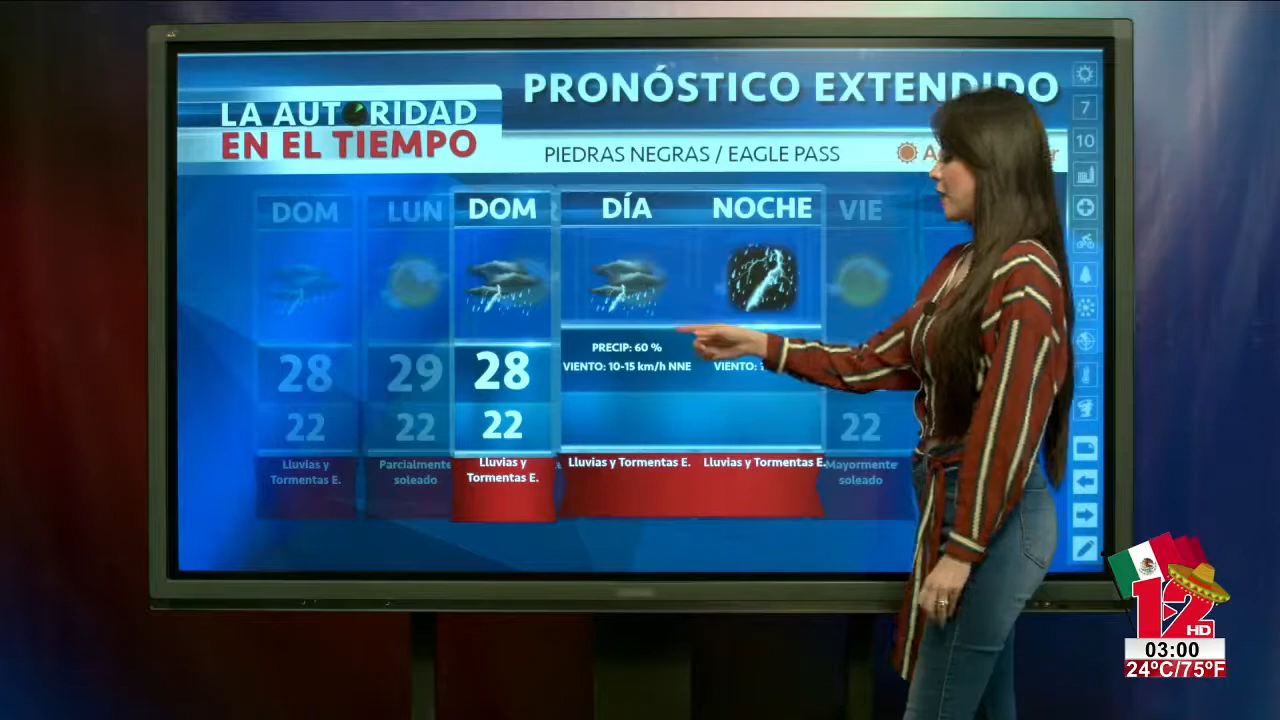 LA AUTORIDAD
EN EL TIEMPO
PRONÓSTICO EXTENDIDO
PIEDRAS NEGRAS / EAGLE PASS
7
10
DOM
LUN
DOM
DÍA
NOCHE
VIE
PRECIP: 60 %
VIENTO: 10-15 km/h NNE
VIENTO:
28
29
28
22
22
22
22
Lluvias y
Tormentas E.
Parcialmente
soleado
Lluvias y
Tormentas E.
Lluvias y Tormentas E.
Lluvias y Tormentas E.
Mayormente
soleado
12
HD
03:00
24ºC/75ºF